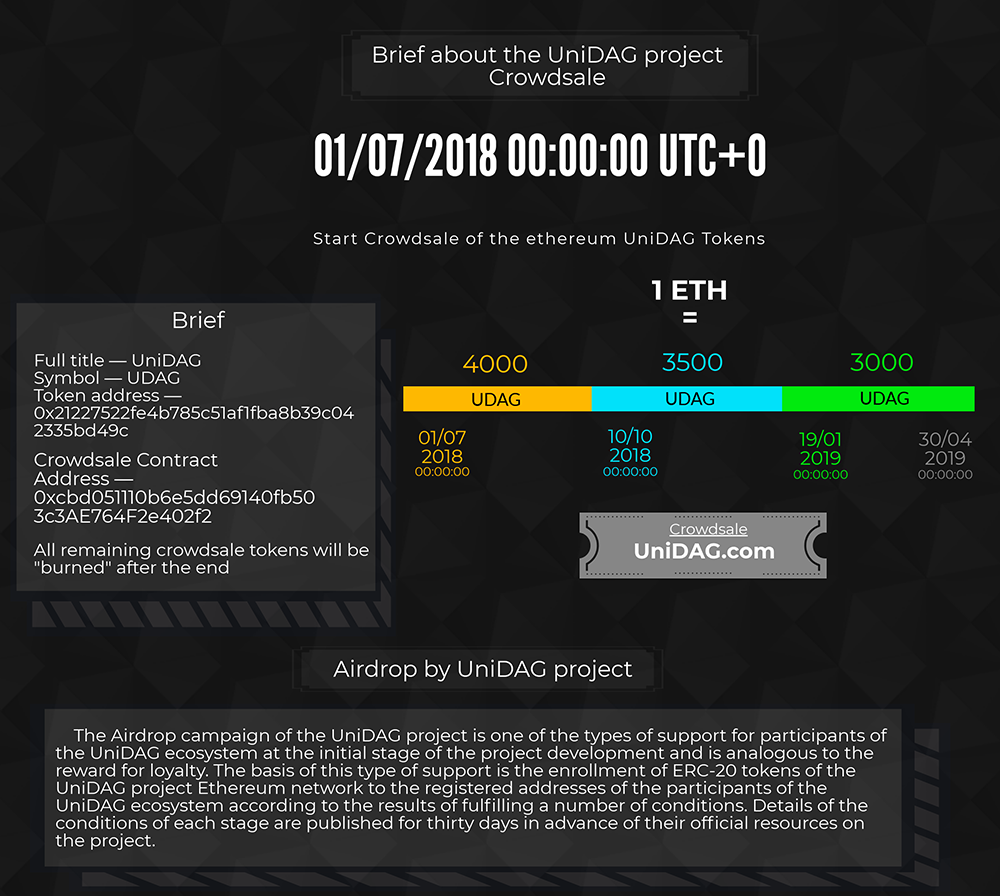 Brief about the UniDAG project
Crowdsale
01/07/2018 00:00:00 UTC+0
Start Crowdsale of the ethereum UniDAG Tokens
1 ETH
=
Brief
Full title — UniDAG
Symbol — UDAG
Token address —
0x21227522fe4b785c51af1fba8b39c04
2335bd49c
Crowdsale Contract
Address —
0xcbd051110b6e5dd69140fb50
3c3AE764F2e402f2
All remaining crowdsale tokens will be
"burned" after the end
4000 3500 3000
UDAG UDAG UDAG
01/07 10/10 19/01 30/04
2018 2018 2019 2019
00:00:00 00:00:00 00:00:00 00:00:00
Crowdsale
UniDAG.com
Airdrop by UniDAG project
The Airdrop campaign of the UniDAG project is one of the types of support for participants of
the UniDAG ecosystem at the initial stage of the project development and is analogous to the
reward for loyalty. The basis of this type of support is the enrollment of ERC-20 tokens of the
UniDAG project Ethereum network to the registered addresses of the participants of the
UniDAG ecosystem according to the results of fulfilling a number of conditions. Details of the
conditions of each stage are published for thirty days in advance of their official resources on
the project.